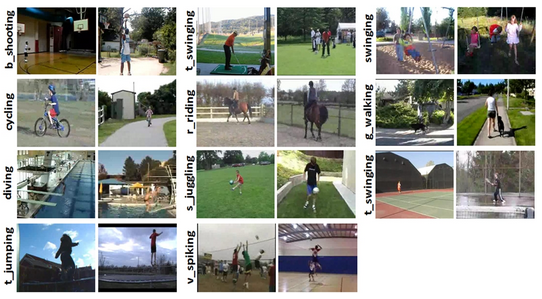 b_shooting
t_swinging
swinging
cycling
r_riding
g_walking
diving
s_juggling
t_swinging
t_jumping
v_spiking